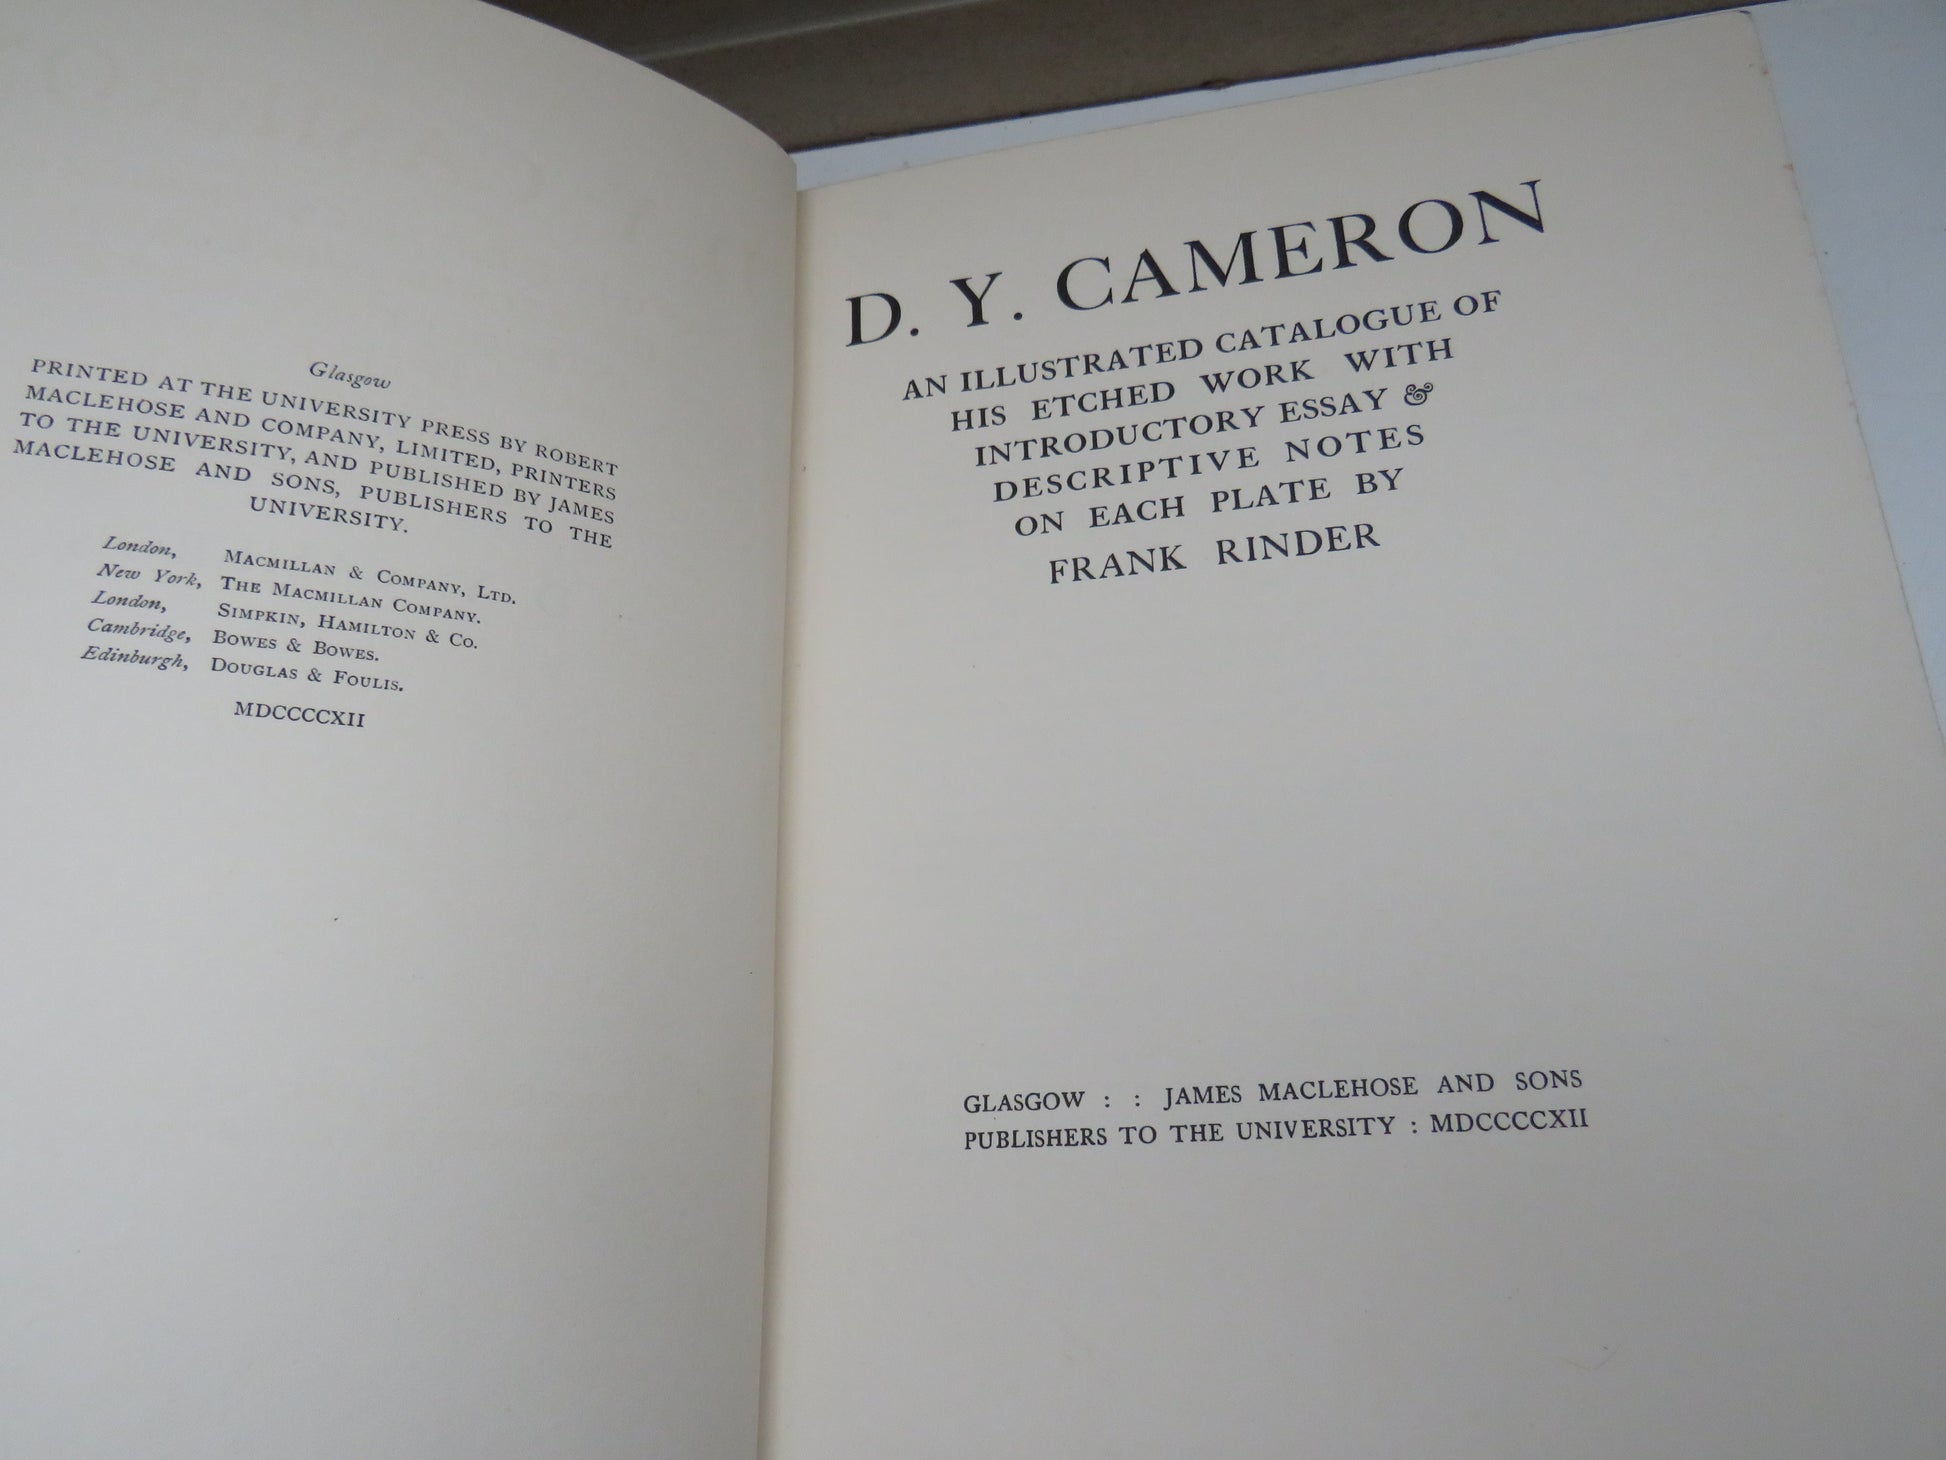 Glasgow
PRINTED AT THE UNIVERSITY PRESS BY ROBERT
MACLEHOSE AND COMPANY, LIMITED, PRINTERS
TO THE UNIVERSITY, AND PUBLISHED BY JAMES
MACLEHOSE AND SONS, PUBLISHERS TO THE
UNIVERSITY.
London, MACMILLAN & COMPANY, LTD.
New York, THE MACMILLAN COMPANY.
London, SIMPKIN, HAMILTON & CO.
Cambridge, BOWES & BOWES.
Edinburgh, DOUGLAS & FOULIS.
MDCCCCXII
D. Y. CAMERON
AN ILLUSTRATED CATALOGUE OF
HIS ETCHED WORK WITH
INTRODUCTORY ESSAY &
DESCRIPTIVE NOTES
ON EACH PLATE BY
FRANK RINDER
GLASGOW : : JAMES MACLEHOSE AND SONS
PUBLISHERS TO THE UNIVERSITY : MDCCCCXII